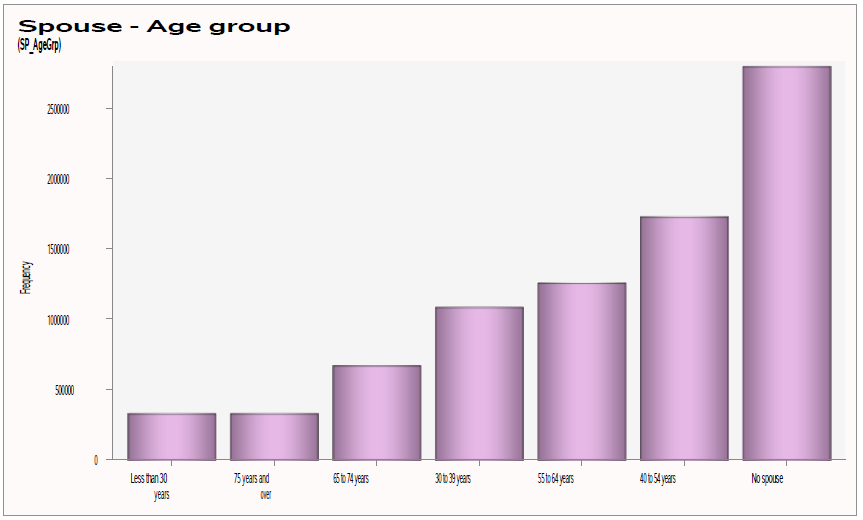 Spouse - Age group
(SP_AgeGrp)
2500000
2000000
1500000
1000000
500000
0
Frequency
Less than 30
years
75 years and
over
65 to 74 years
30 to 39 years
55 to 64 years
40 to 54 years
No spouse